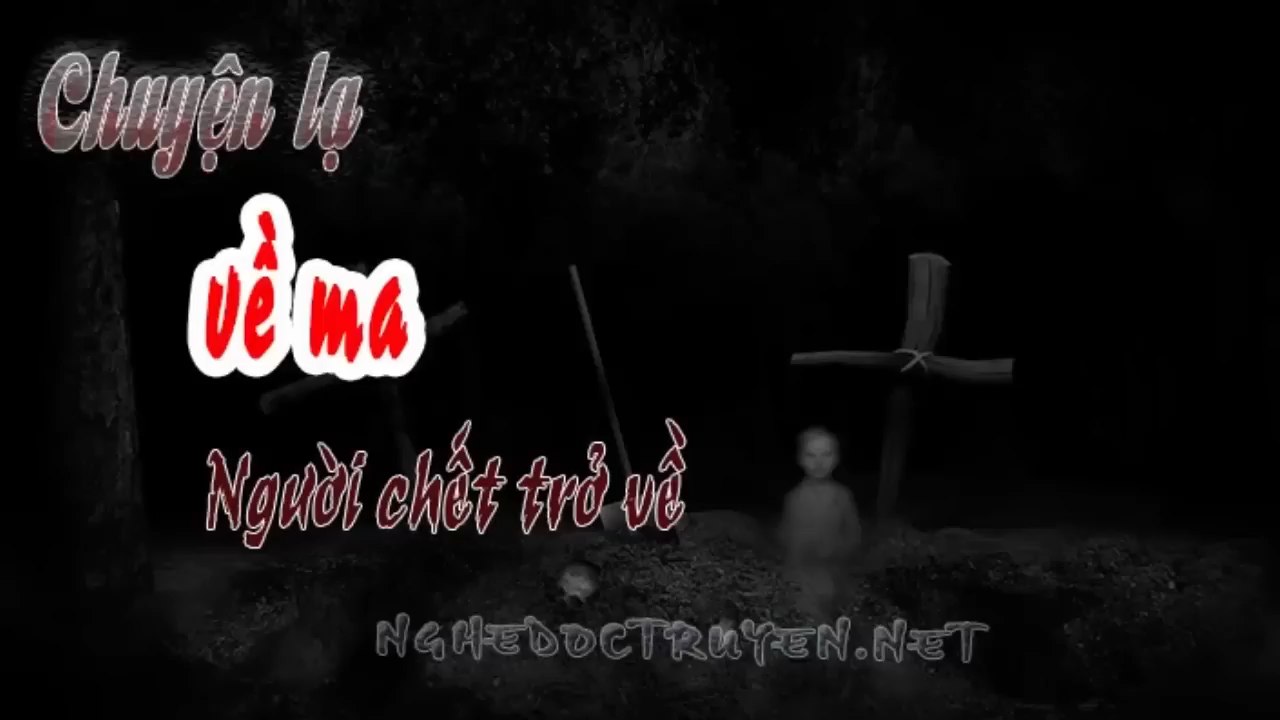 Chuyện lạ
về ma
Người chết trở về
NGHEDOCTRUYEN.NET